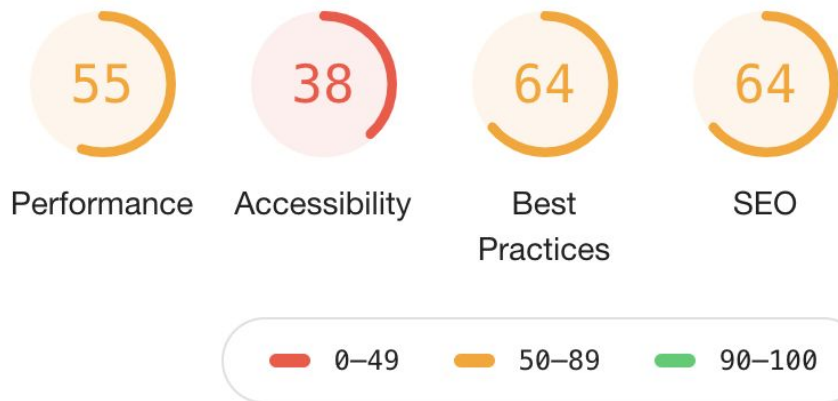 55 38 64 64
Performance Accessibility Best SEO
Practices
0–49 50–89 90–100